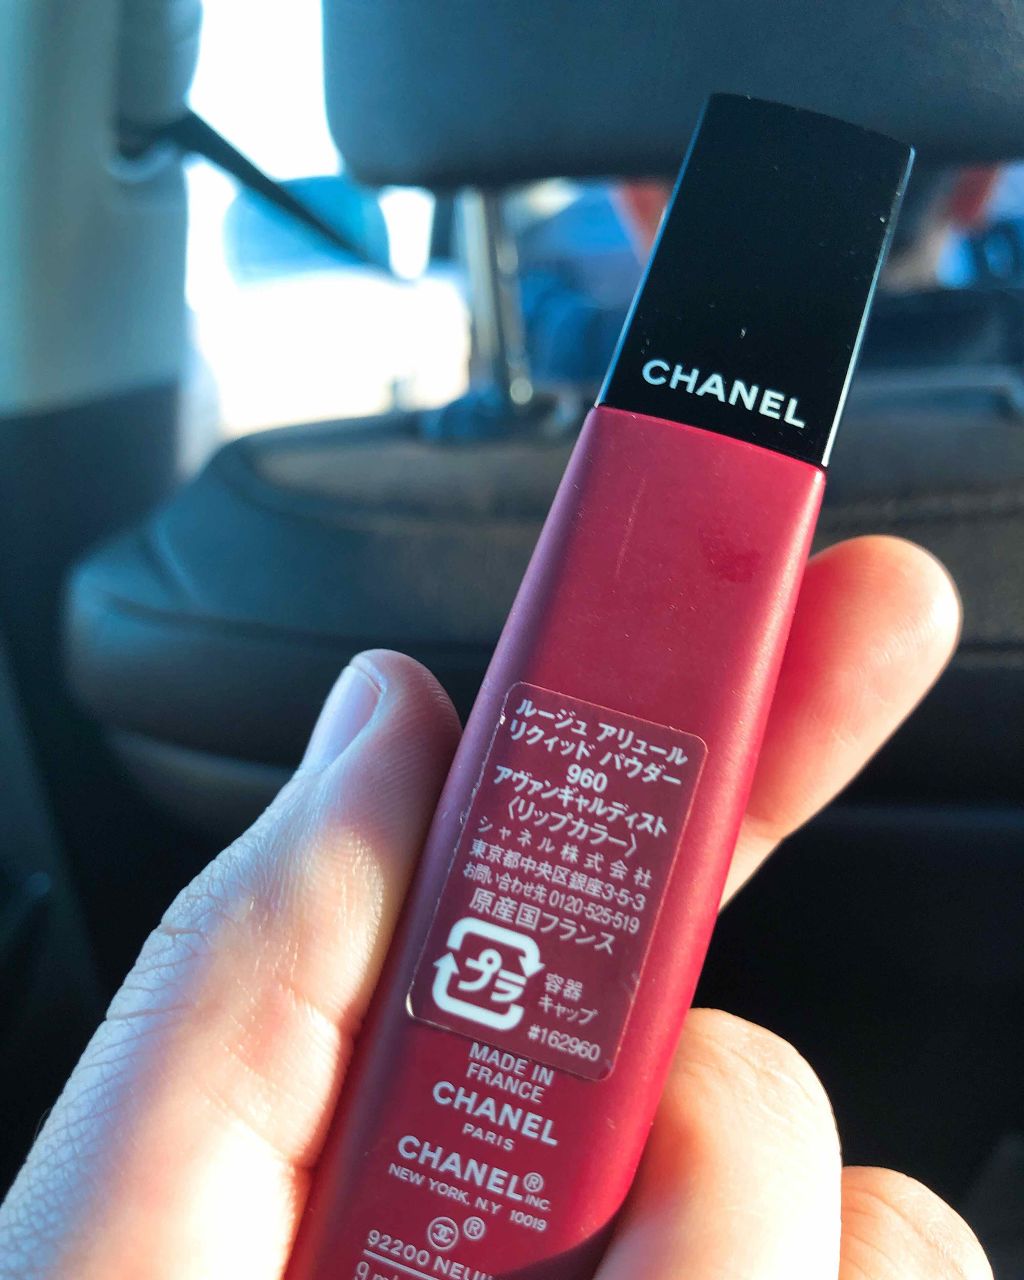 CHANEL
ルージュ アリュール
リクィッド パウダー
960
アヴァンギャルディスト
〈リップカラー〉
シャネル株式会社
東京都中央区銀座3-5-3
お問い合わせ先 0120-525-519
原産国フランス
プラ
容器
キャップ
#162960
MADE IN
FRANCE
CHANEL
PARIS
CHANEL® INC.
NEW YORK, N.Y 10019
®
92200